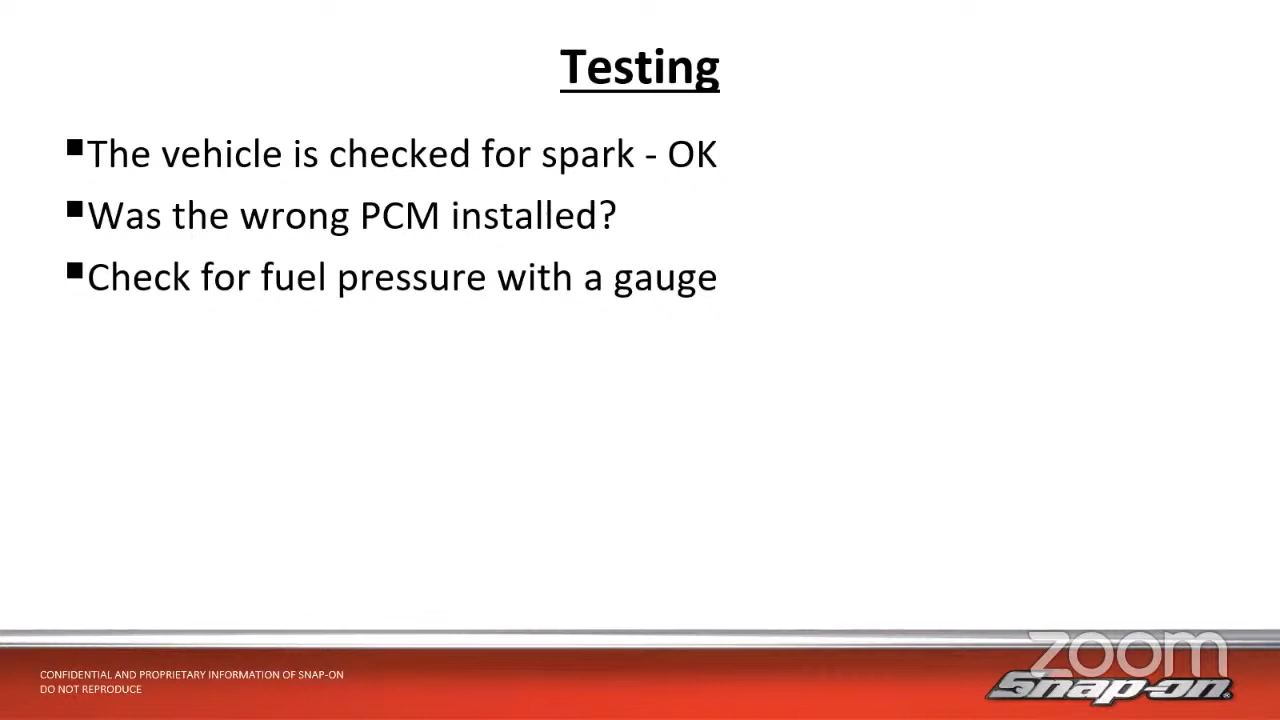 Testing
▪The vehicle is checked for spark - OK
▪Was the wrong PCM installed?
▪Check for fuel pressure with a gauge
zoom
CONFIDENTIAL AND PROPRIETARY INFORMATION OF SNAP-ON
DO NOT REPRODUCE
Snap-on